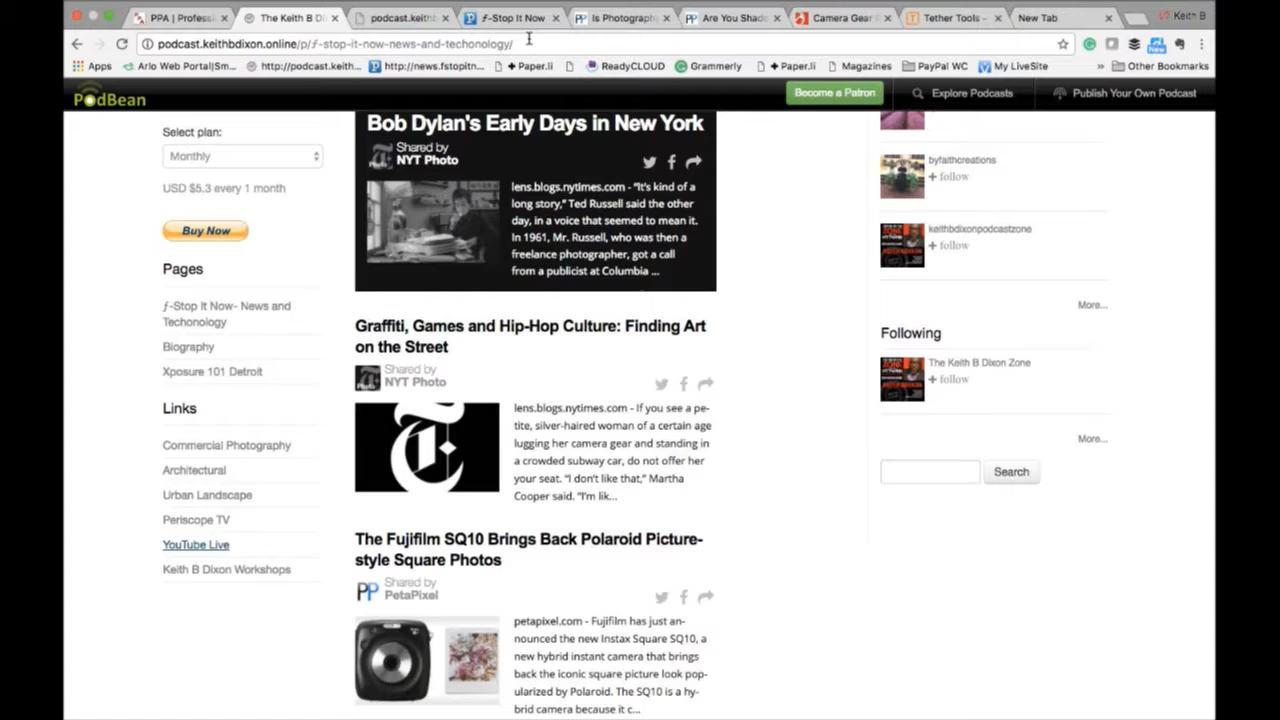 PPA | Profess
The Keith B D
podcast.keithb
ƒ-Stop It Now
Is Photograph
Are You Shade
Camera Gear
Tether Tools –
New Tab
Keith B
podcast.keithbdixon.online/p/ƒ-stop-it-now-news-and-techonology/
Apps
Arlo Web Portal|Sm...
http://podcast.keith...
http://news.fstopitn...
Paper.li
ReadyCLOUD
Grammerly
Paper.li
Magazines
PayPal WC
My LiveSite
»
Other Bookmarks
PodBean
Become a Patron
Explore Podcasts
Publish Your Own Podcast
Select plan:
Monthly
USD $5.3 every 1 month
Buy Now
Pages
ƒ-Stop It Now- News and
Techonology
Biography
Xposure 101 Detroit
Links
Commercial Photography
Architectural
Urban Landscape
Periscope TV
YouTube Live
Keith B Dixon Workshops
Bob Dylan's Early Days in New York
Shared by
NYT Photo
lens.blogs.nytimes.com - “It's kind of a
long story,” Ted Russell said the other
day, in a voice that seemed to mean it.
In 1961, Mr. Russell, who was then a
freelance photographer, got a call
from a publicist at Columbia ...
Graffiti, Games and Hip-Hop Culture: Finding Art
on the Street
Shared by
NYT Photo
lens.blogs.nytimes.com - If you see a pe-
tite, silver-haired woman of a certain age
lugging her camera gear and standing in
a crowded subway car, do not offer her
your seat. “I don't like that,” Martha
Cooper said. “I'm lik...
The Fujifilm SQ10 Brings Back Polaroid Picture-
style Square Photos
PP
Shared by
PetaPixel
petapixel.com - Fujifilm has just an-
nounced the new Instax Square SQ10, a
new hybrid instant camera that brings
back the iconic square picture look pop-
ularized by Polaroid. The SQ10 is a hy-
brid camera because it c...
byfaithcreations
+ follow
keithbdixonpodcastzone
+ follow
More...
Following
The Keith B Dixon Zone
+ follow
More...
Search